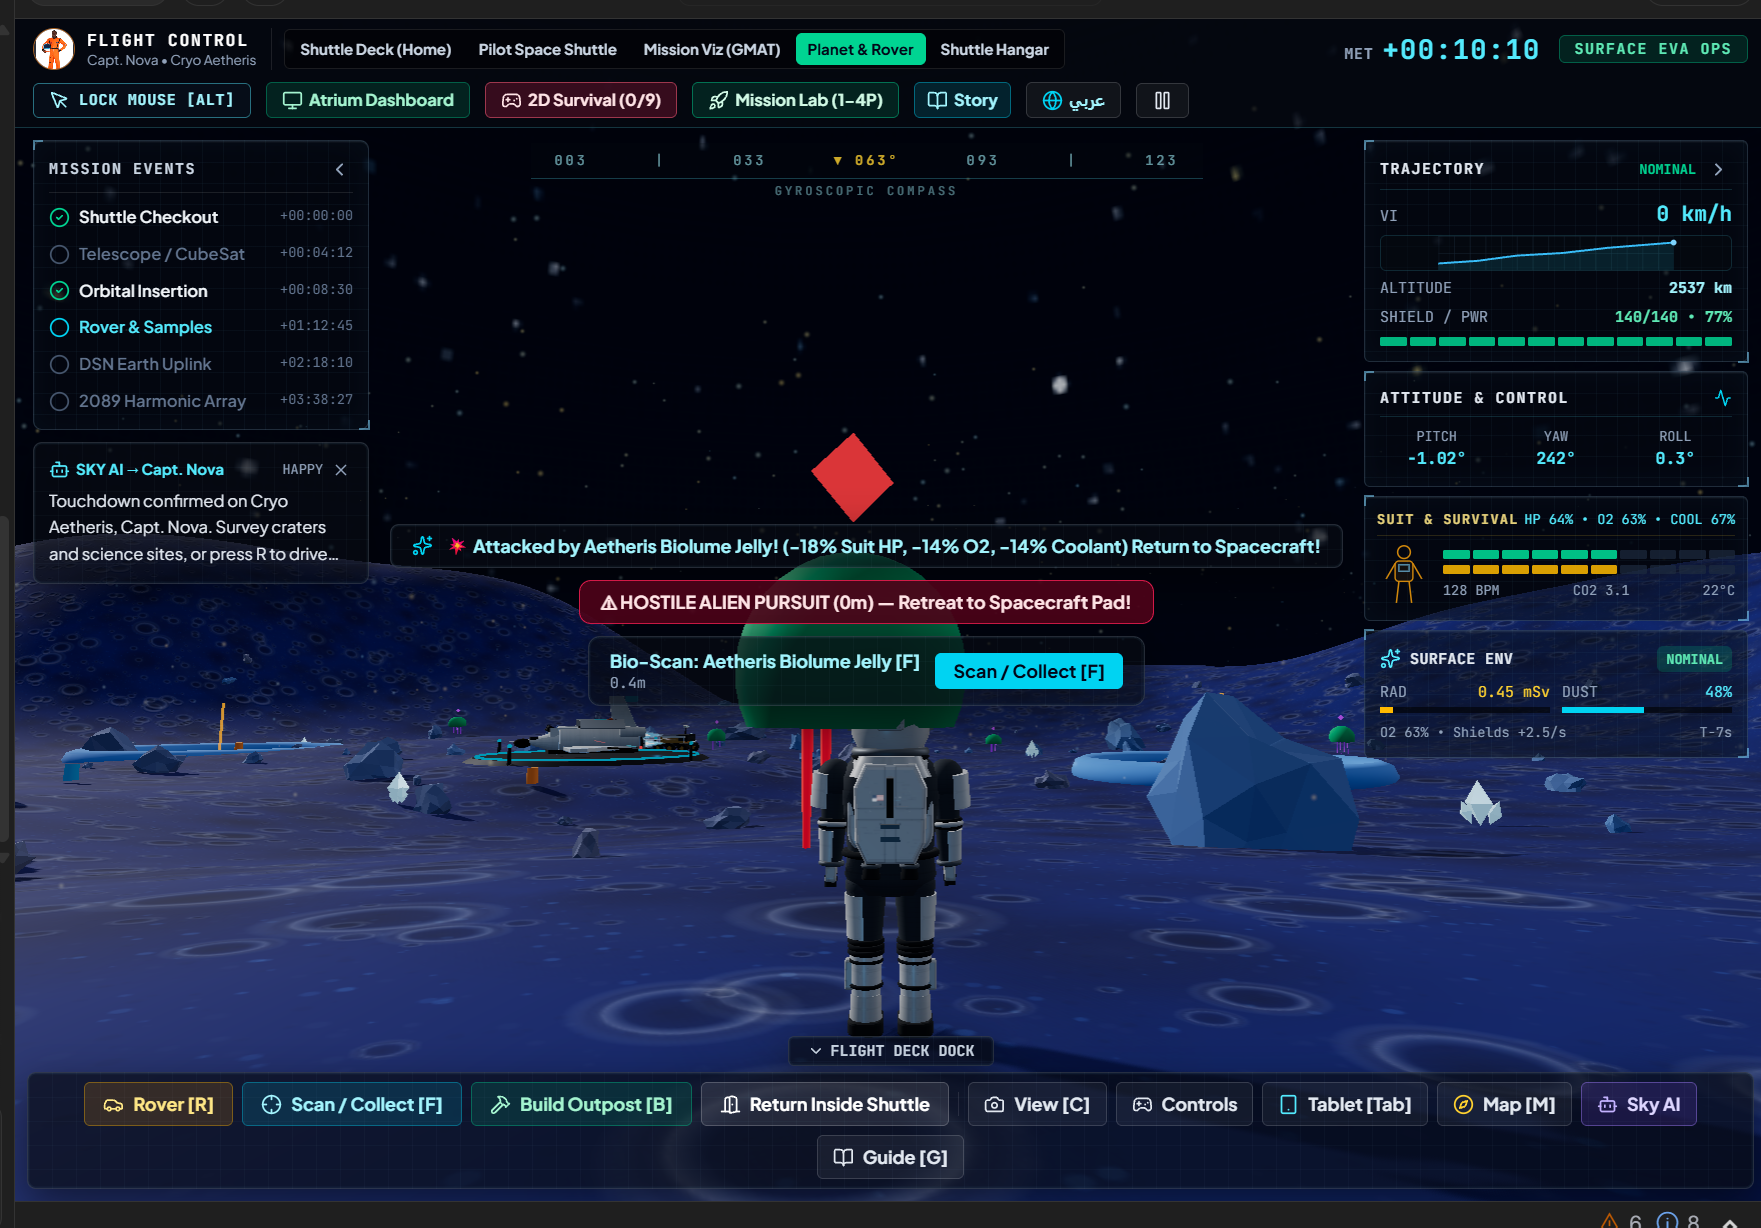 FLIGHT CONTROL
Capt. Nova • Cryo Aetheris
Shuttle Deck (Home)
Pilot Space Shuttle
Mission Viz (GMAT)
Planet & Rover
Shuttle Hangar
MET +00:10:10
SURFACE EVA OPS
LOCK MOUSE [ALT]
Atrium Dashboard
2D Survival (0/9)
Mission Lab (1-4P)
Story
عربي
MISSION EVENTS
Shuttle Checkout +00:00:00
Telescope / CubeSat +00:04:12
Orbital Insertion +00:08:30
Rover & Samples +01:12:45
DSN Earth Uplink +02:18:10
2089 Harmonic Array +03:38:27
SKY AI → Capt. Nova HAPPY
Touchdown confirmed on Cryo
Aetheris, Capt. Nova. Survey craters
and science sites, or press R to drive...
003 | 033 ▼ 063° 093 | 123
GYROSCOPIC COMPASS
💥 Attacked by Aetheris Biolume Jelly! (-18% Suit HP, -14% O2, -14% Coolant) Return to Spacecraft!
⚠ HOSTILE ALIEN PURSUIT (0m) — Retreat to Spacecraft Pad!
Bio-Scan: Aetheris Biolume Jelly [F]
0.4m
Scan / Collect [F]
TRAJECTORY NOMINAL
VI 0 km/h
ALTITUDE 2537 km
SHIELD / PWR 140/140 • 77%
ATTITUDE & CONTROL
PITCH YAW ROLL
-1.02° 242° 0.3°
SUIT & SURVIVAL HP 64% • O2 63% • COOL 67%
128 BPM CO2 3.1 22°C
SURFACE ENV NOMINAL
RAD 0.45 mSv DUST 48%
O2 63% • Shields +2.5/s T-7s
FLIGHT DECK DOCK
Rover [R]
Scan / Collect [F]
Build Outpost [B]
Return Inside Shuttle
View [C]
Controls
Tablet [Tab]
Map [M]
Sky AI
Guide [G]
6 8